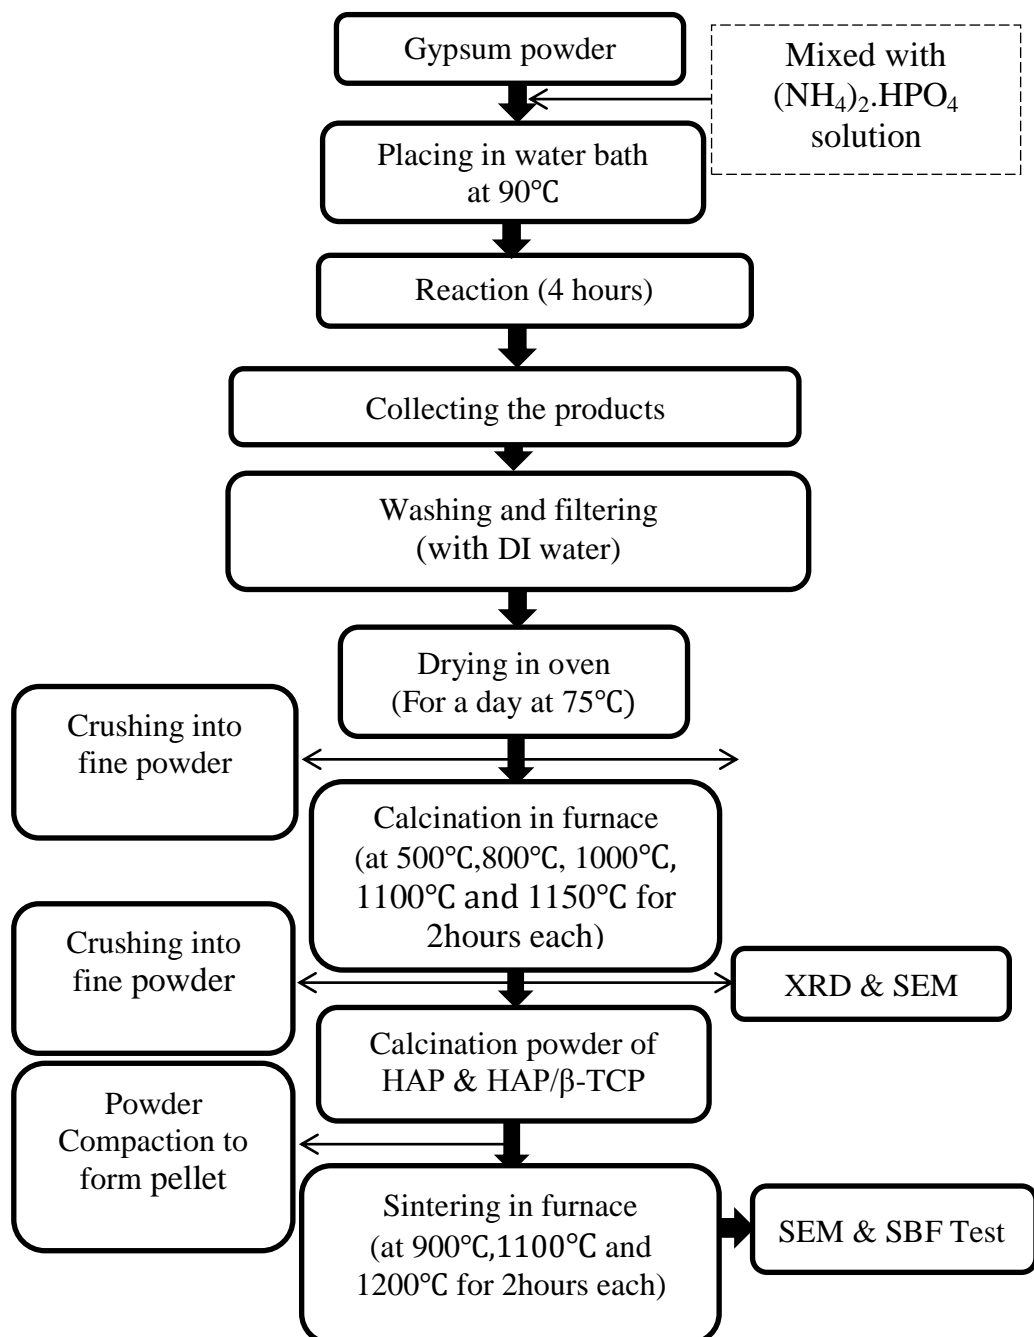 Gypsum powder
Mixed with
(NH₄)₂.HPO₄
solution
Placing in water bath
at 90℃
Reaction (4 hours)
Collecting the products
Washing and filtering
(with DI water)
Drying in oven
(For a day at 75℃)
Crushing into
fine powder
Calcination in furnace
(at 500℃,800℃, 1000℃,
1100℃ and 1150℃ for
2hours each)
Crushing into
fine powder
XRD & SEM
Calcination powder of
HAP & HAP/β-TCP
Powder
Compaction to
form pellet
Sintering in furnace
(at 900℃,1100℃ and
1200℃ for 2hours each)
SEM & SBF Test